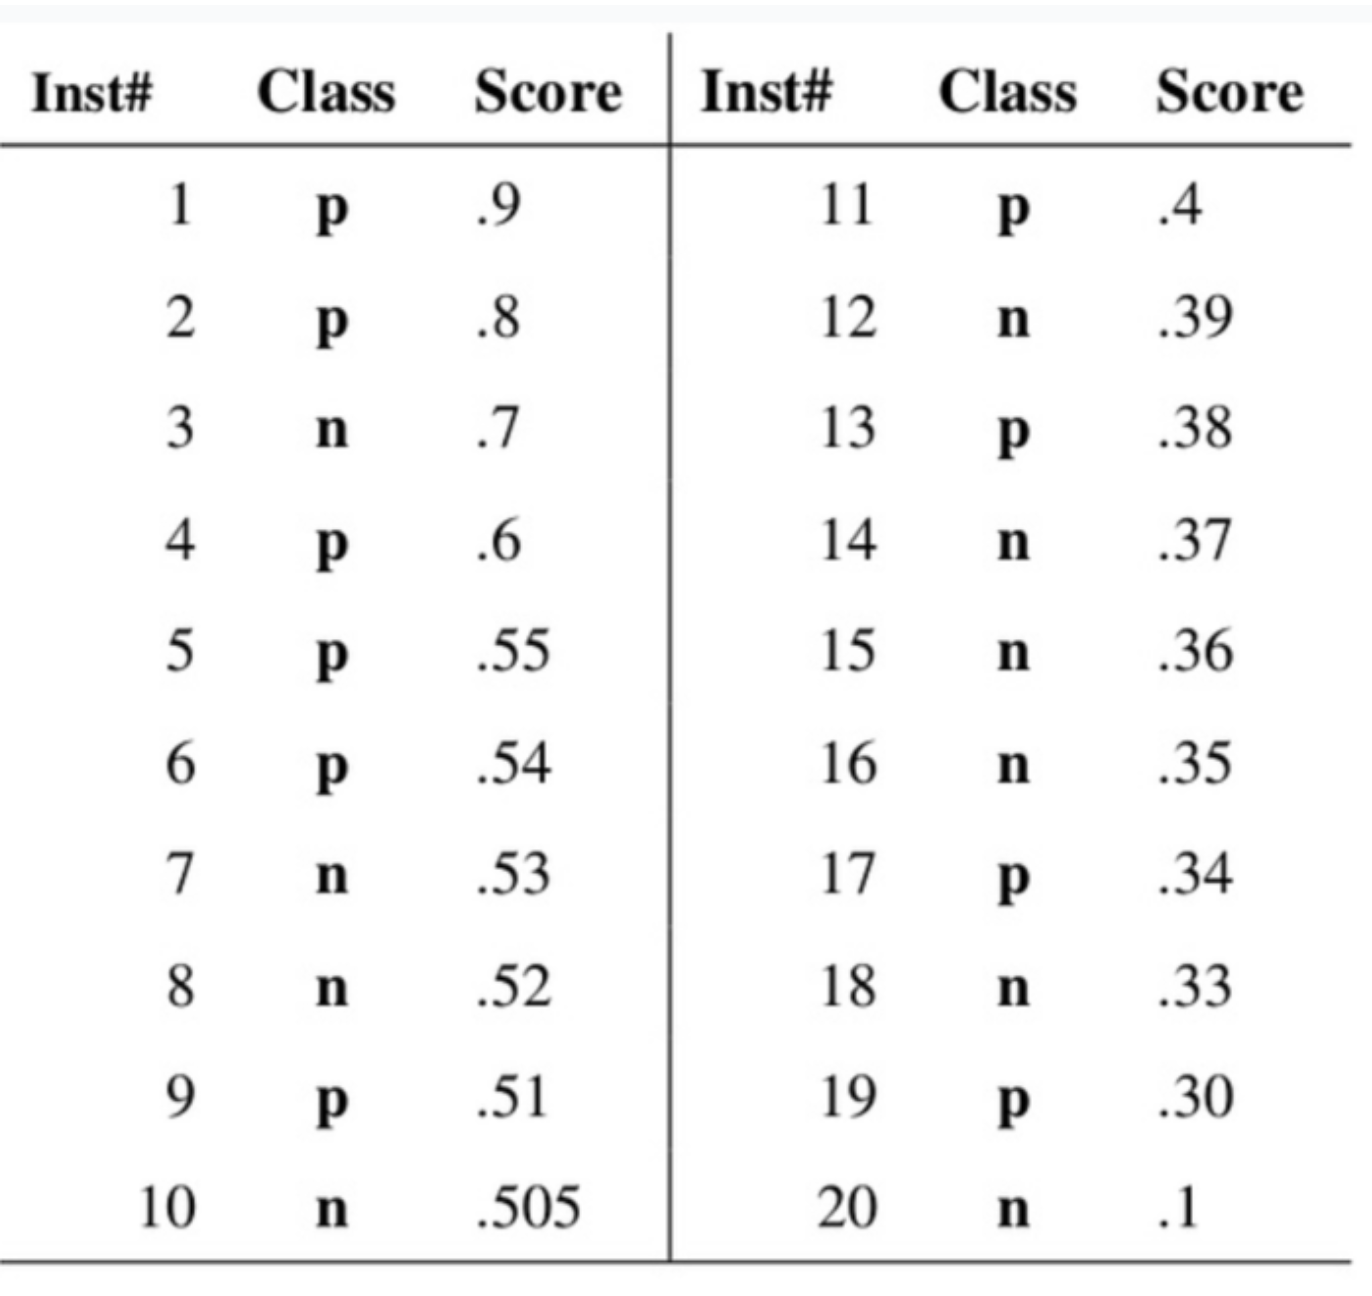 Inst# Class Score Inst# Class Score
1 p .9 11 p .4
2 p .8 12 n .39
3 n .7 13 p .38
4 p .6 14 n .37
5 p .55 15 n .36
6 p .54 16 n .35
7 n .53 17 p .34
8 n .52 18 n .33
9 p .51 19 p .30
10 n .505 20 n .1